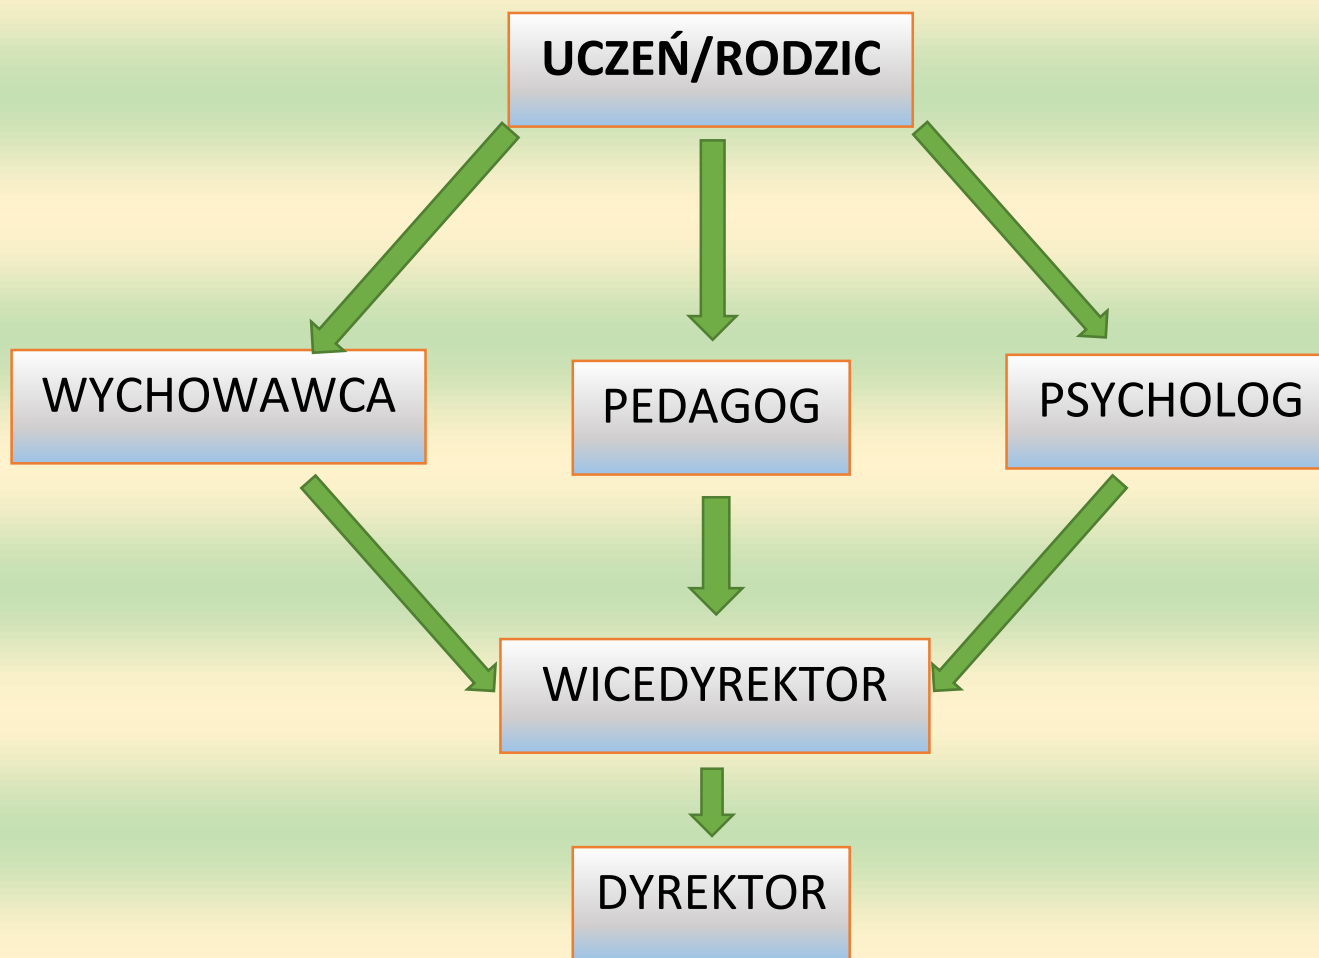 UCZEŃ/RODZIC
WYCHOWAWCA
PEDAGOG
PSYCHOLOG
WICEDYREKTOR
DYREKTOR